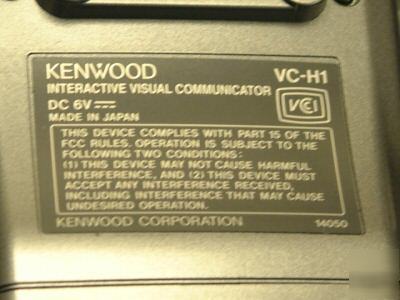 KENWOOD VC-H1
INTERACTIVE VISUAL COMMUNICATOR
DC 6V ⎓
VCCI
MADE IN JAPAN
THIS DEVICE COMPLIES WITH PART 15 OF THE
FCC RULES. OPERATION IS SUBJECT TO THE
FOLLOWING TWO CONDITIONS:
(1) THIS DEVICE MAY NOT CAUSE HARMFUL
INTERFERENCE, AND (2) THIS DEVICE MUST
ACCEPT ANY INTERFERENCE RECEIVED,
INCLUDING INTERFERENCE THAT MAY CAUSE
UNDESIRED OPERATION.
KENWOOD CORPORATION 14050